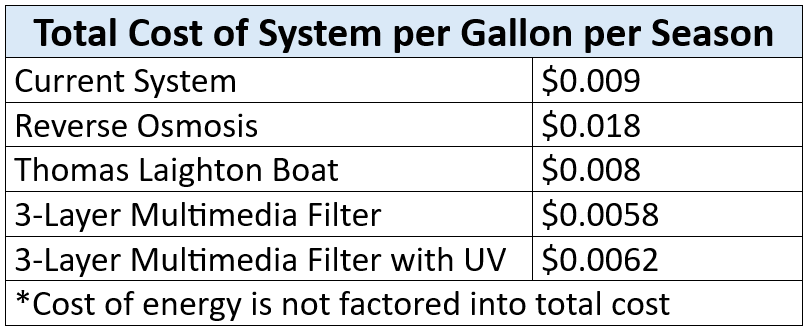 Total Cost of System per Gallon per Season
Current System $0.009
Reverse Osmosis $0.018
Thomas Laighton Boat $0.008
3-Layer Multimedia Filter $0.0058
3-Layer Multimedia Filter with UV $0.0062
*Cost of energy is not factored into total cost